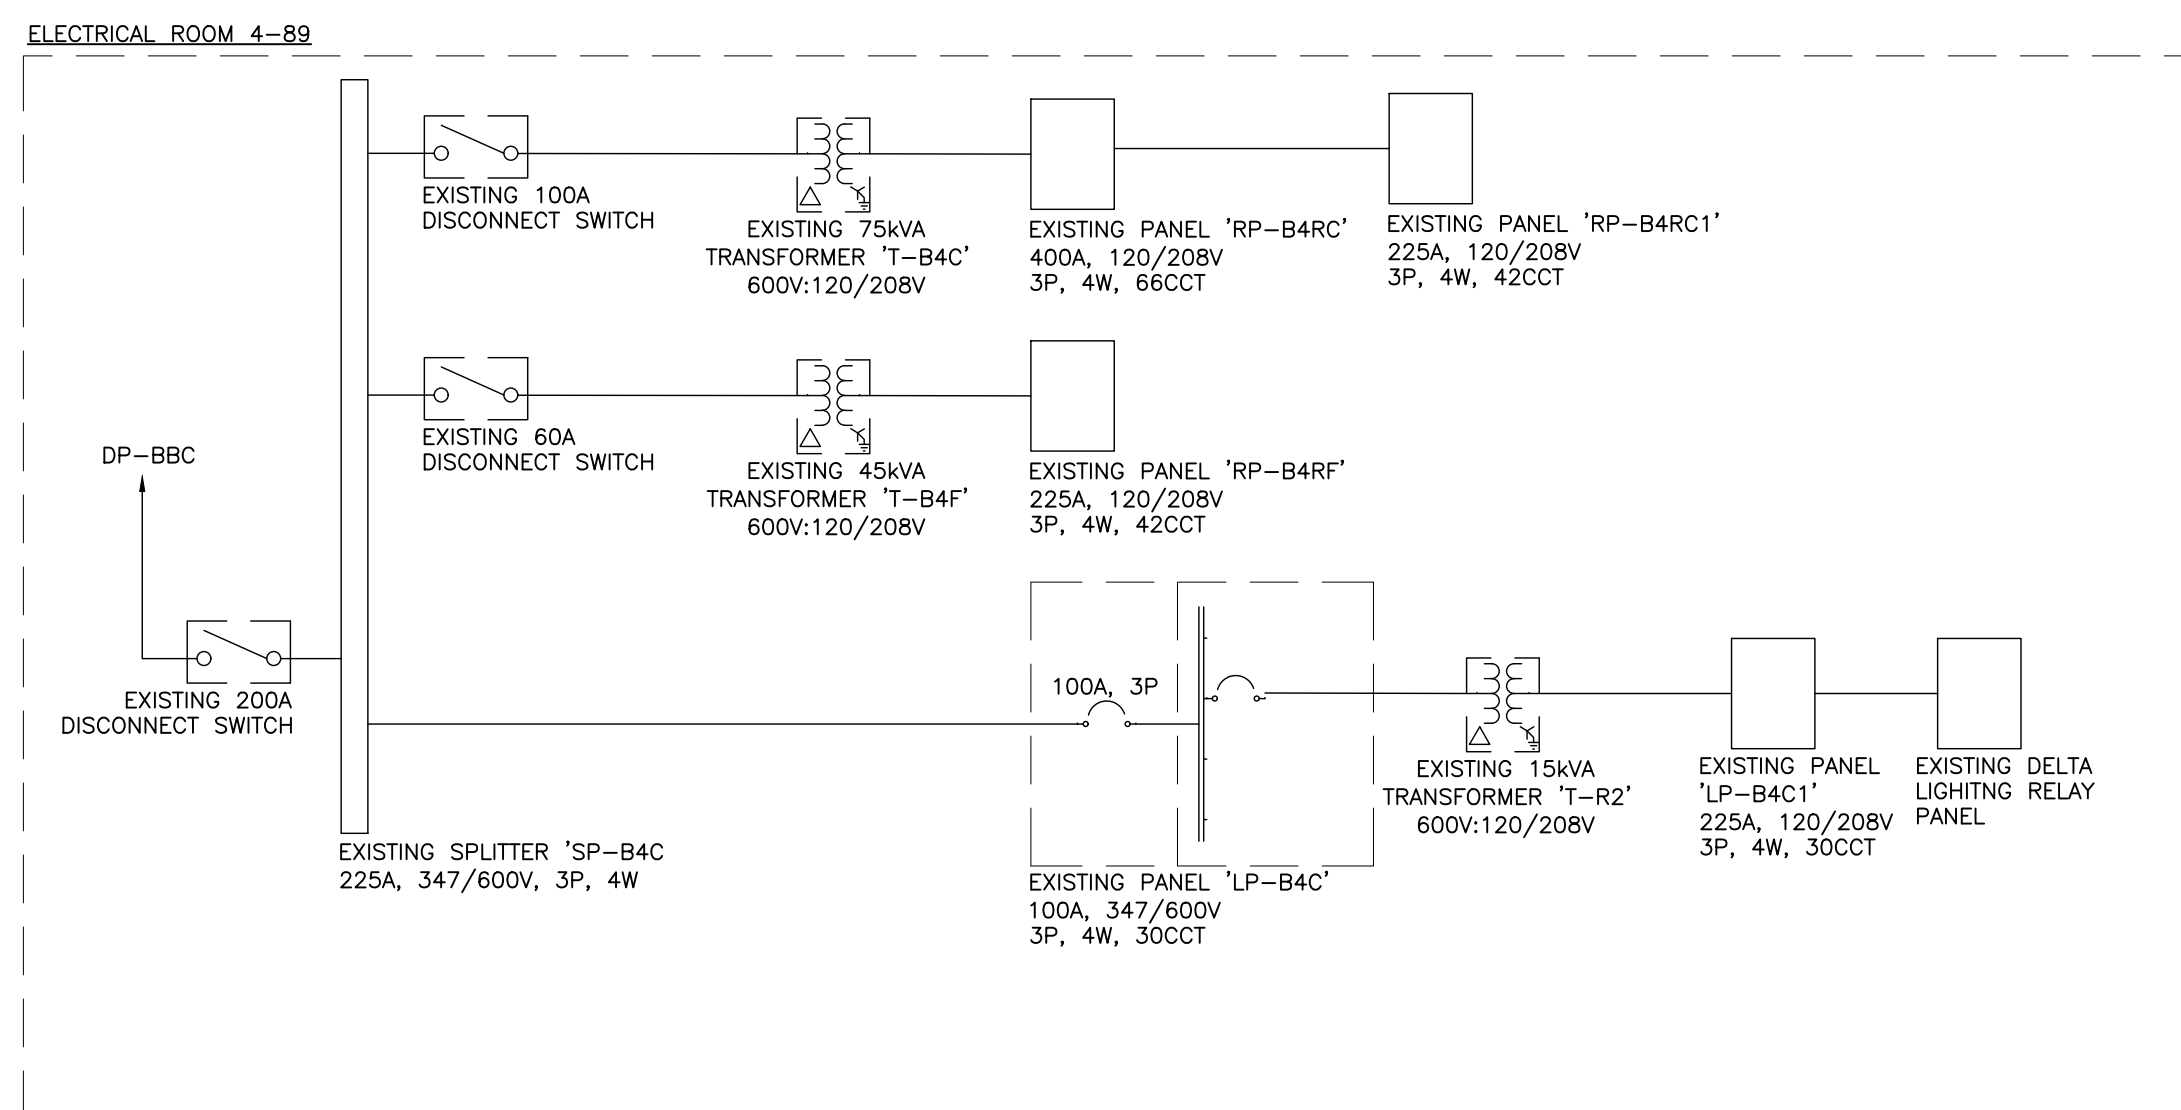 ELECTRICAL ROOM 4-89
EXISTING 100A
DISCONNECT SWITCH
EXISTING 75kVA
TRANSFORMER 'T-B4C'
600V:120/208V
EXISTING PANEL 'RP-B4RC'
400A, 120/208V
3P, 4W, 66CCT
EXISTING PANEL 'RP-B4RC1'
225A, 120/208V
3P, 4W, 42CCT
EXISTING 60A
DISCONNECT SWITCH
EXISTING 45kVA
TRANSFORMER 'T-B4F'
600V:120/208V
EXISTING PANEL 'RP-B4RF'
225A, 120/208V
3P, 4W, 42CCT
DP-BBC
EXISTING 200A
DISCONNECT SWITCH
EXISTING SPLITTER 'SP-B4C
225A, 347/600V, 3P, 4W
100A, 3P
EXISTING PANEL 'LP-B4C'
100A, 347/600V
3P, 4W, 30CCT
EXISTING 15kVA
TRANSFORMER 'T-R2'
600V:120/208V
EXISTING PANEL
'LP-B4C1'
225A, 120/208V
3P, 4W, 30CCT
EXISTING DELTA
LIGHITNG RELAY
PANEL